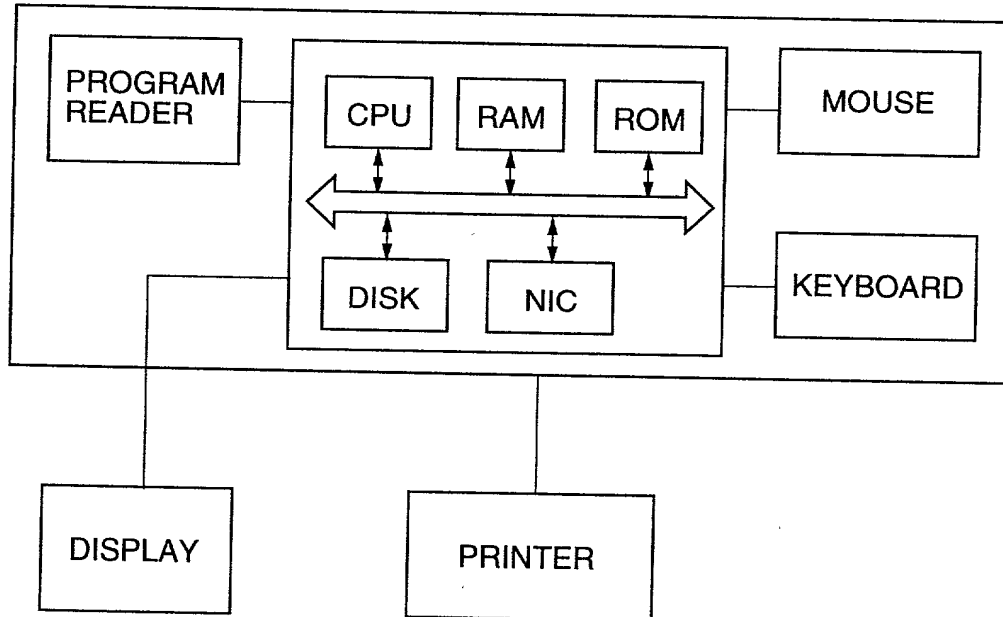 PROGRAM
READER
CPU
RAM
ROM
MOUSE
DISK
NIC
KEYBOARD
DISPLAY
PRINTER